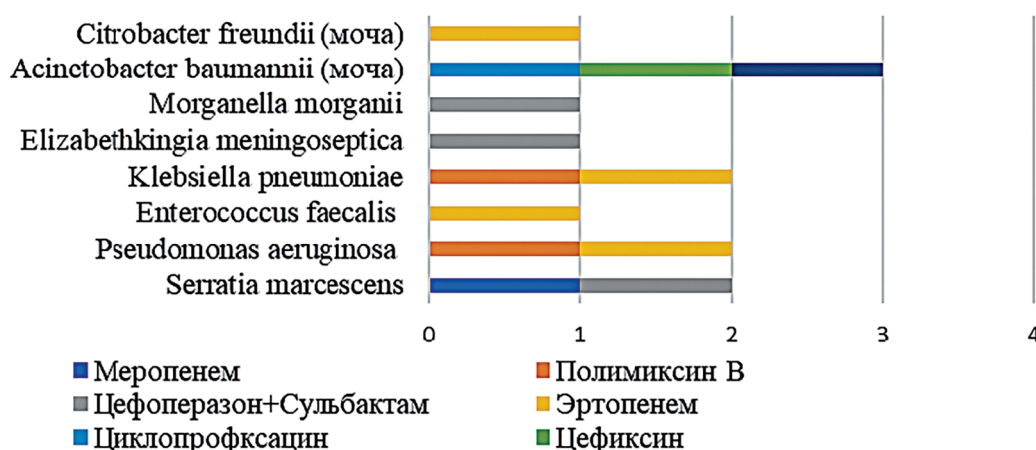 Citrobacter freundii (моча)
Acinctobacter baumannii (моча)
Morganella morganii
Elizabethkingia meningoseptica
Klebsiella pneumoniae
Enterococcus faecalis
Pseudomonas aeruginosa
Serratia marcescens
0 1 2 3 4
Меропенем Полимиксин В
Цефоперазон+Сульбактам Эртопенем
Циклопрофксацин Цефиксин